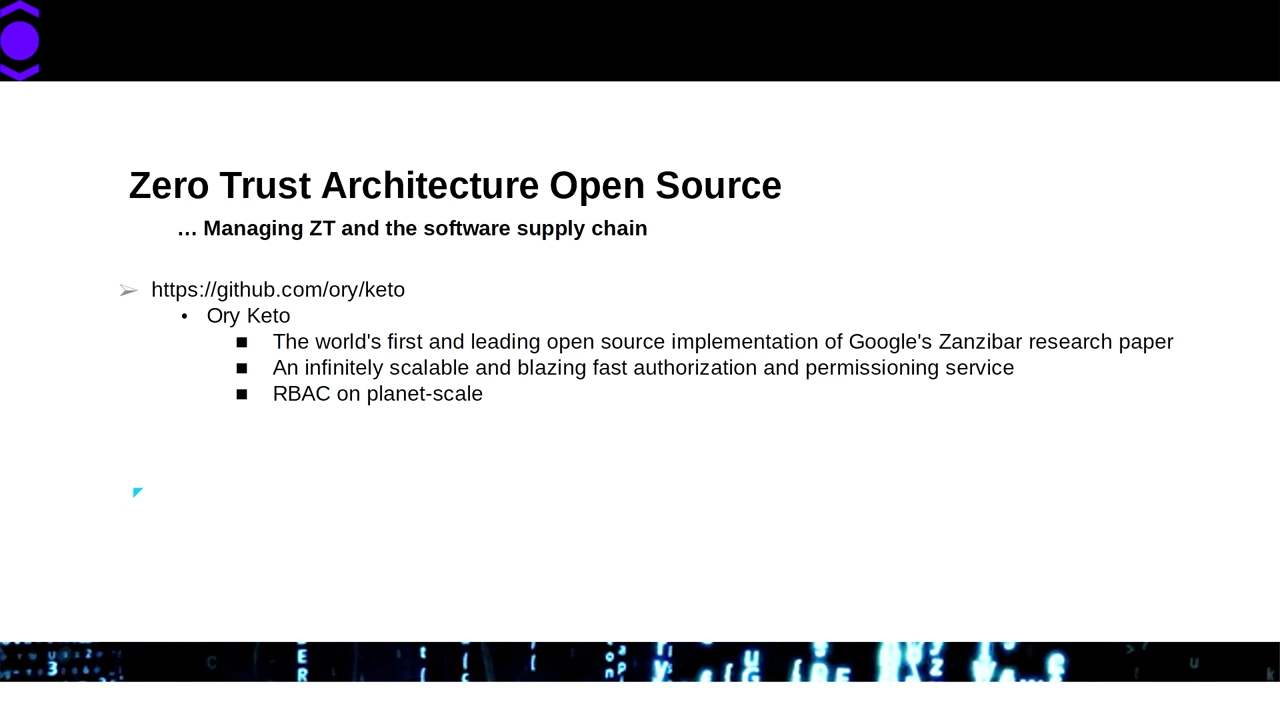 Zero Trust Architecture Open Source
… Managing ZT and the software supply chain
➢ https://github.com/ory/keto
• Ory Keto
■ The world's first and leading open source implementation of Google's Zanzibar research paper
■ An infinitely scalable and blazing fast authorization and permissioning service
■ RBAC on planet-scale